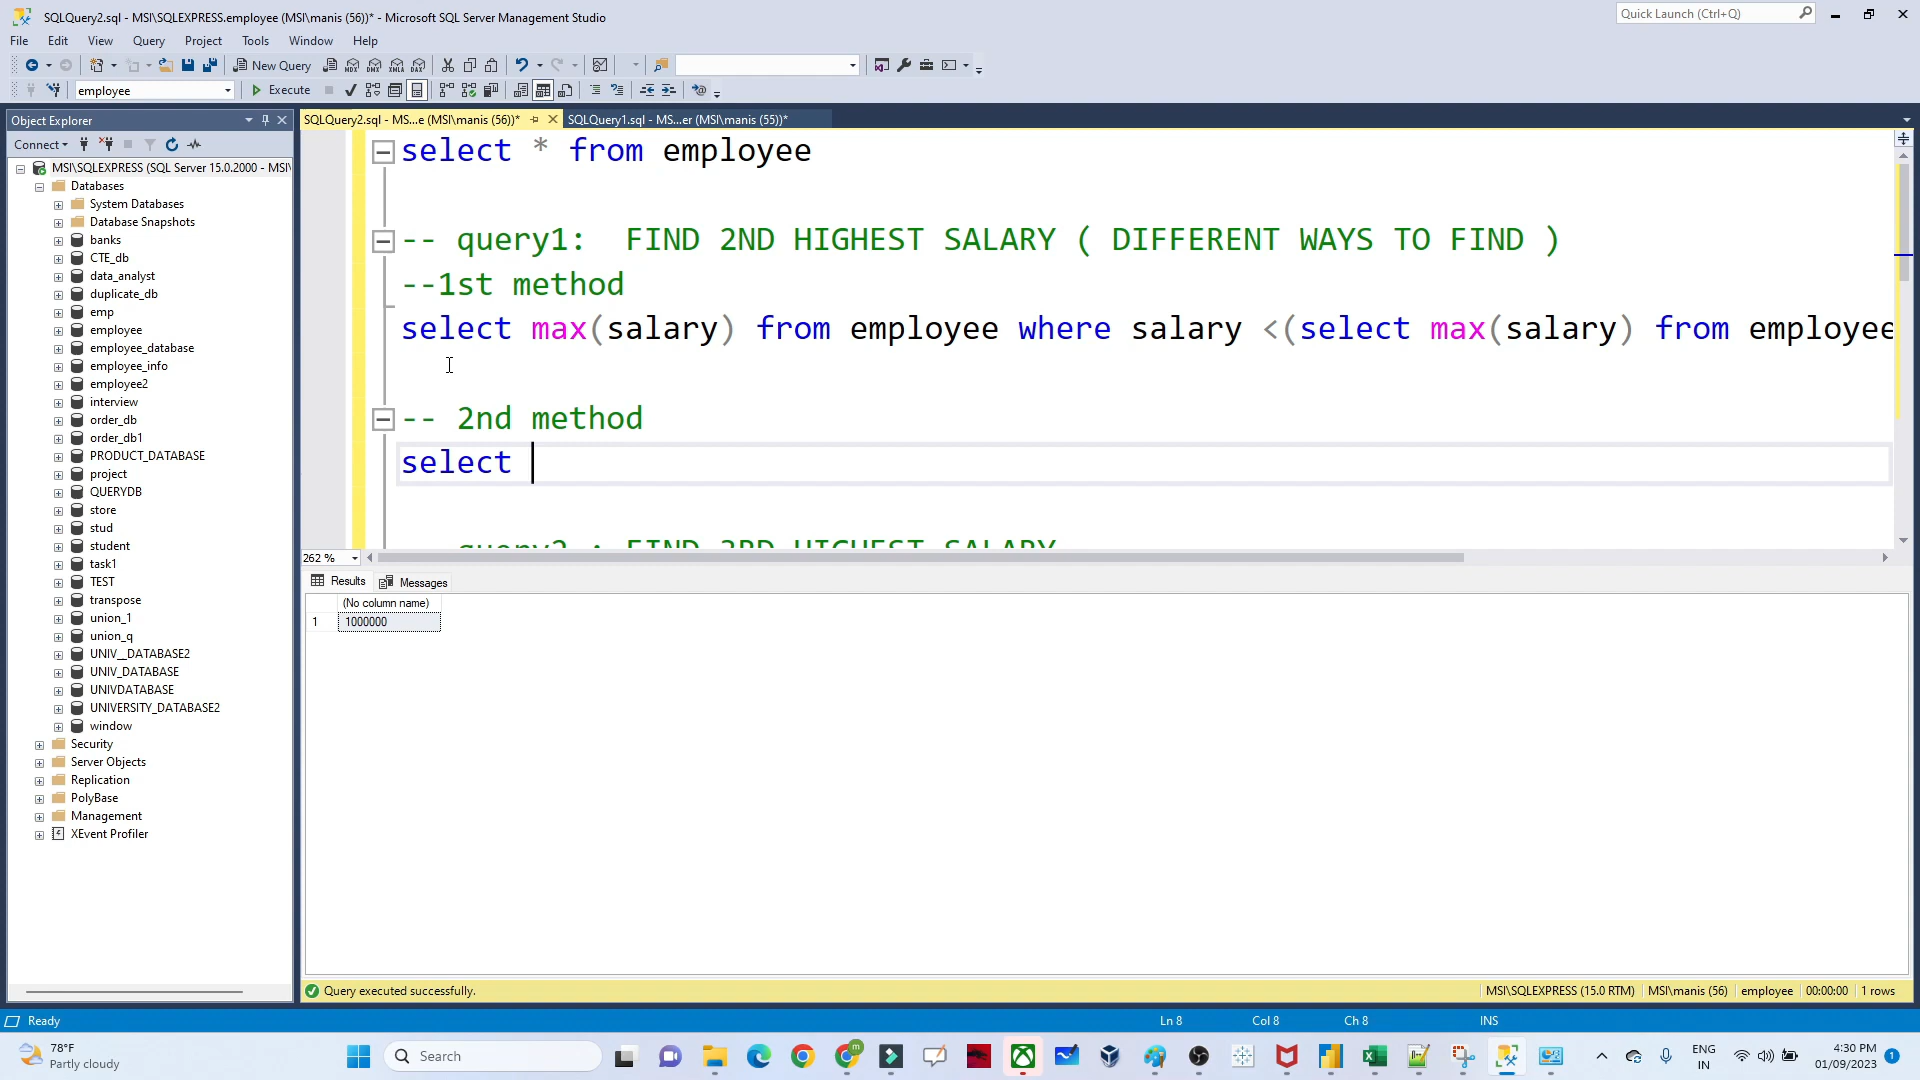 SQLQuery2.sql - MSI\SQLEXPRESS.employee (MSI\manis (56))* - Microsoft SQL Server Management Studio
Quick Launch (Ctrl+Q)
File Edit View Query Project Tools Window Help
New Query
employee Execute
Object Explorer
SQLQuery2.sql - MS...e (MSI\manis (56))* SQLQuery1.sql - MS...er (MSI\manis (55))*
Connect
MSI\SQLEXPRESS (SQL Server 15.0.2000 - MSI\
Databases
System Databases
Database Snapshots
banks
CTE_db
data_analyst
duplicate_db
emp
employee
employee_database
employee_info
employee2
interview
order_db
order_db1
PRODUCT_DATABASE
project
QUERYDB
store
stud
student
task1
TEST
transpose
union_1
union_q
UNIV__DATABASE2
UNIV_DATABASE
UNIVDATABASE
UNIVERSITY_DATABASE2
window
Security
Server Objects
Replication
PolyBase
Management
XEvent Profiler
select * from employee
-- query1:  FIND 2ND HIGHEST SALARY ( DIFFERENT WAYS TO FIND )
--1st method
select max(salary) from employee where salary <(select max(salary) from employee
-- 2nd method
select
query2 : FIND 3RD HIGHEST SALARY
262 %
Results Messages
(No column name)
1 1000000
Query executed successfully.
MSI\SQLEXPRESS (15.0 RTM) MSI\manis (56) employee 00:00:00 1 rows
Ready Ln 8 Col 8 Ch 8 INS
78°F
Partly cloudy
Search
ENG
IN
4:30 PM
01/09/2023
1